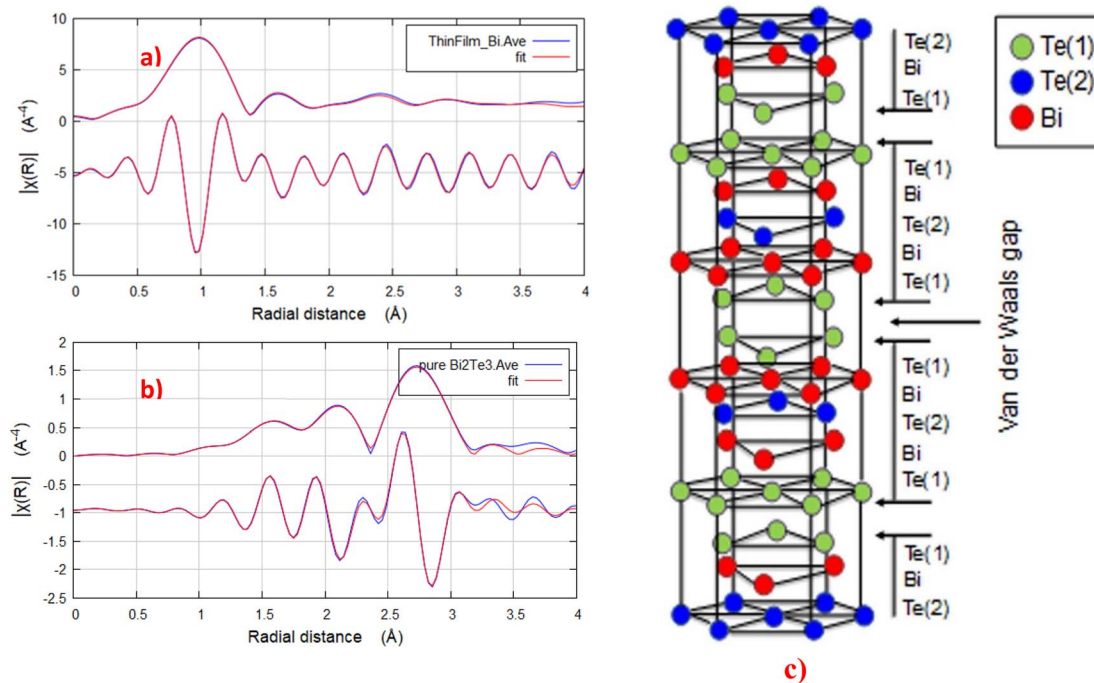 a)
ThinFilm_Bi.Ave
fit
|χ(R)| (A⁻⁴)
10
5
0
-5
-10
-15
0 0.5 1 1.5 2 2.5 3 3.5 4
Radial distance (Å)
b)
pure Bi2Te3.Ave
fit
|χ(R)| (A⁻⁴)
2
1.5
1
0.5
0
-0.5
-1
-1.5
-2
-2.5
0 0.5 1 1.5 2 2.5 3 3.5 4
Radial distance (Å)
Te(2)
Bi
Te(1)
Te(1)
Bi
Te(2)
Bi
Te(1)
Te(1)
Bi
Te(2)
Bi
Te(1)
Te(1)
Bi
Te(2)
Van der Waals gap
Te(1)
Te(2)
Bi
c)